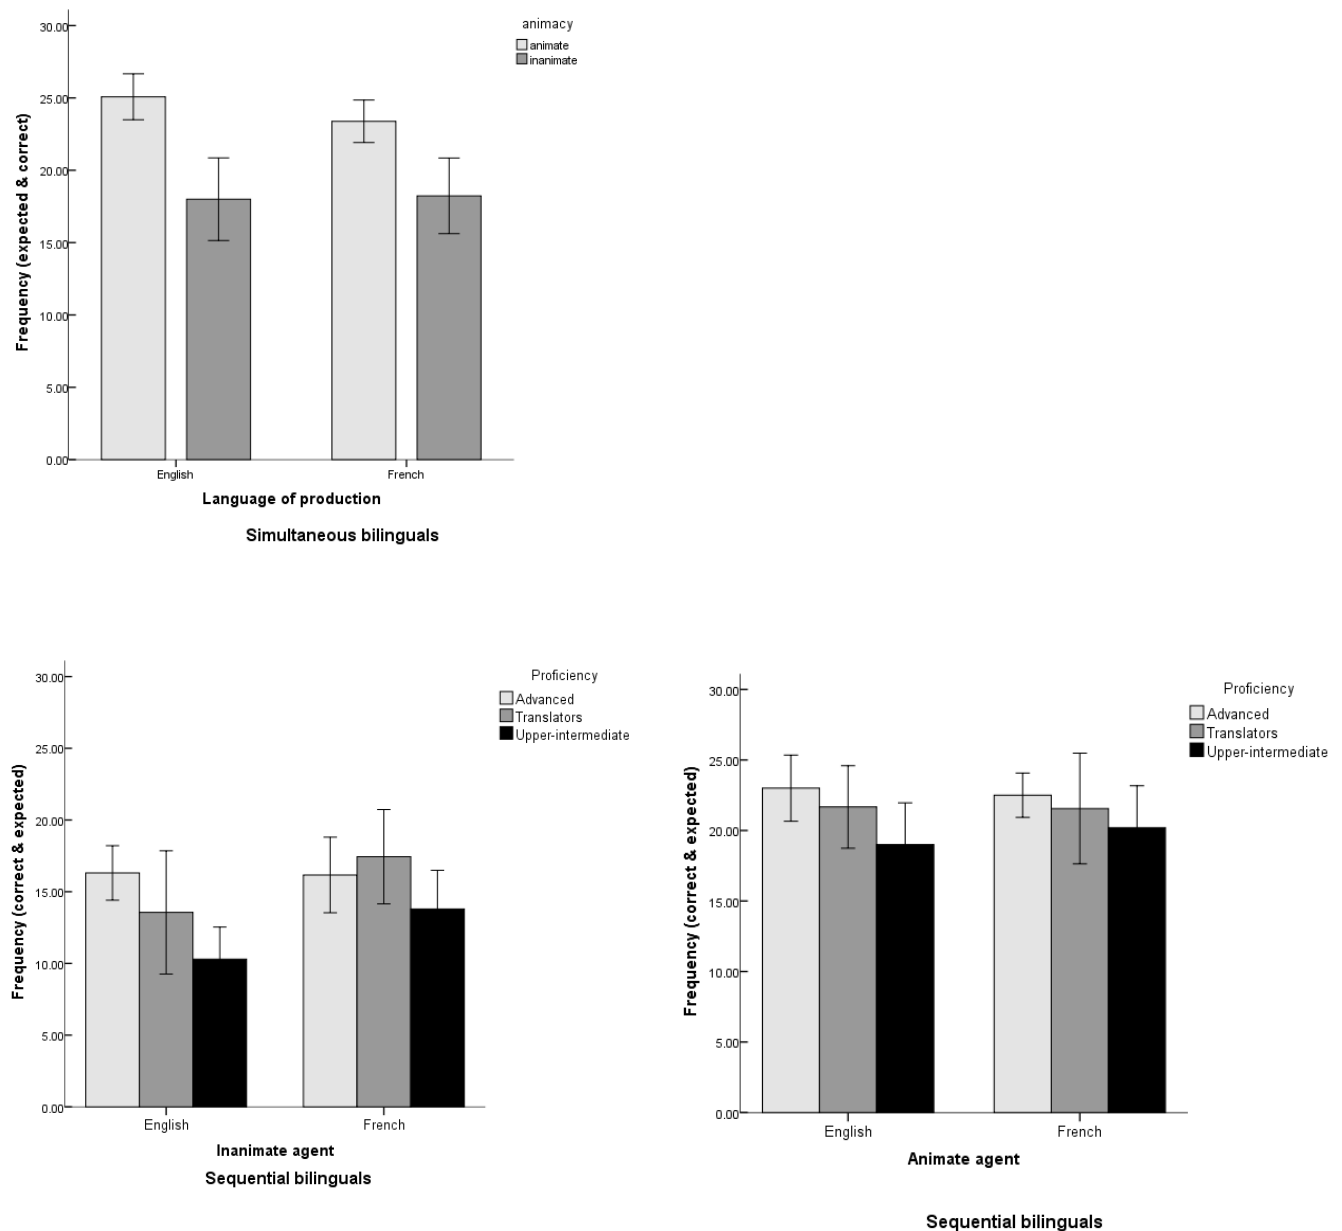 animacy
animate
inanimate
Frequency (expected & correct)
30.00
25.00
20.00
15.00
10.00
5.00
0.00
English
French
Language of production
Simultaneous bilinguals
Proficiency
Advanced
Translators
Upper-intermediate
Frequency (correct & expected)
30.00
25.00
20.00
15.00
10.00
5.00
0.00
English
French
Inanimate agent
Sequential bilinguals
Proficiency
Advanced
Translators
Upper-intermediate
Frequency (correct & expected)
30.00
25.00
20.00
15.00
10.00
5.00
0.00
English
French
Animate agent
Sequential bilinguals